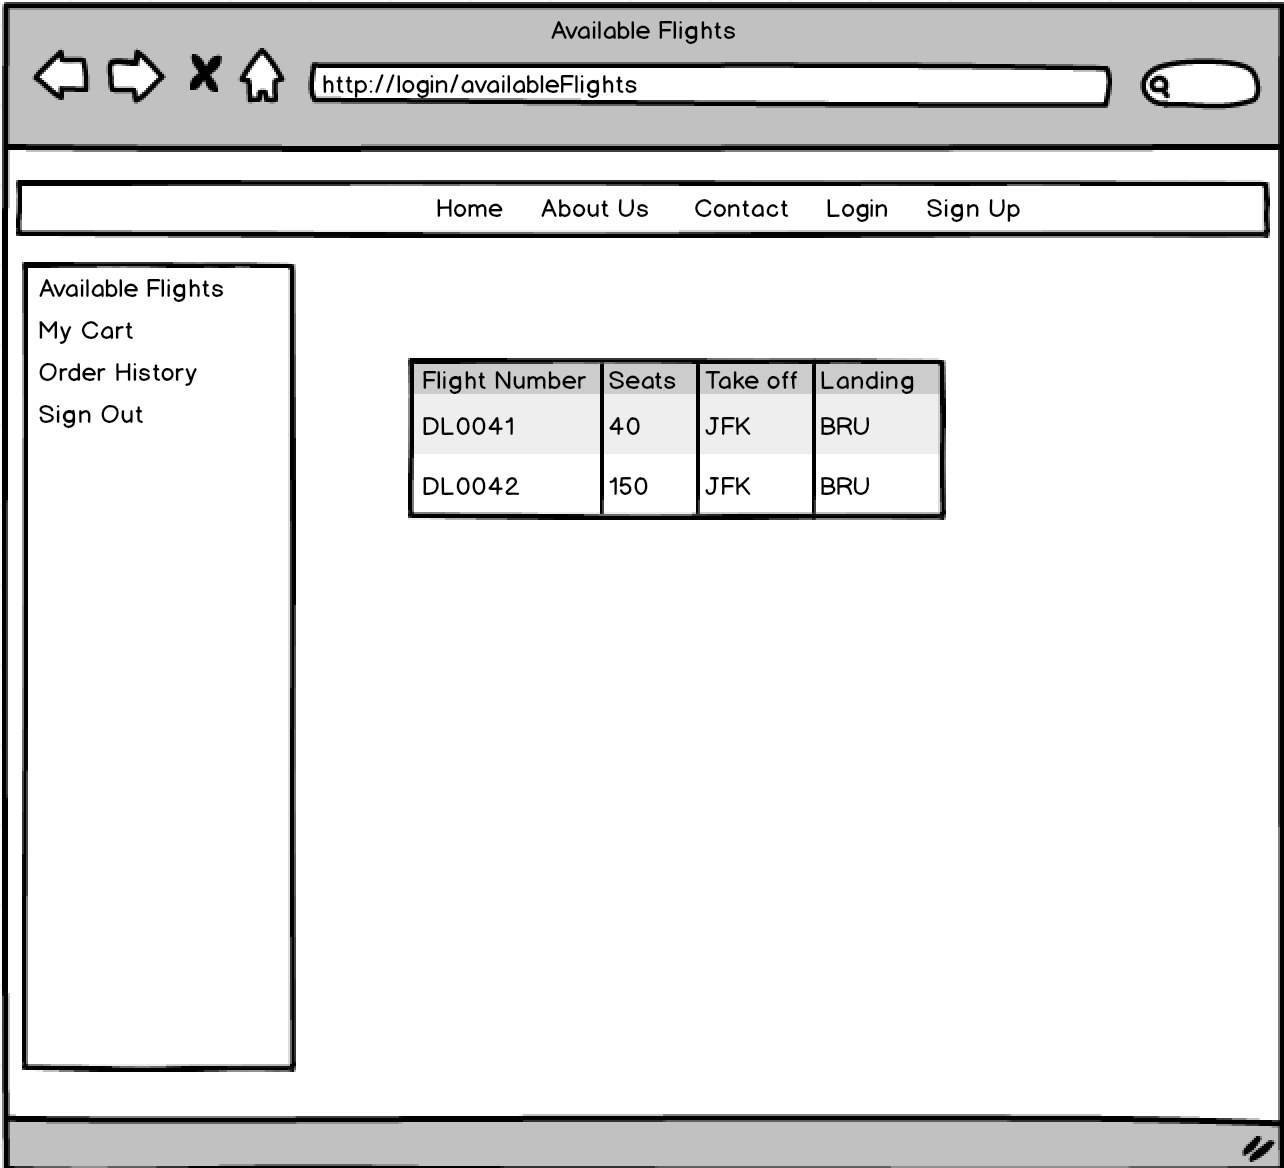 Available Flights
http://login/availableFlights
Home About Us Contact Login Sign Up
Available Flights
My Cart
Order History
Sign Out
Flight Number Seats Take off Landing
DL0041 40 JFK BRU
DL0042 150 JFK BRU